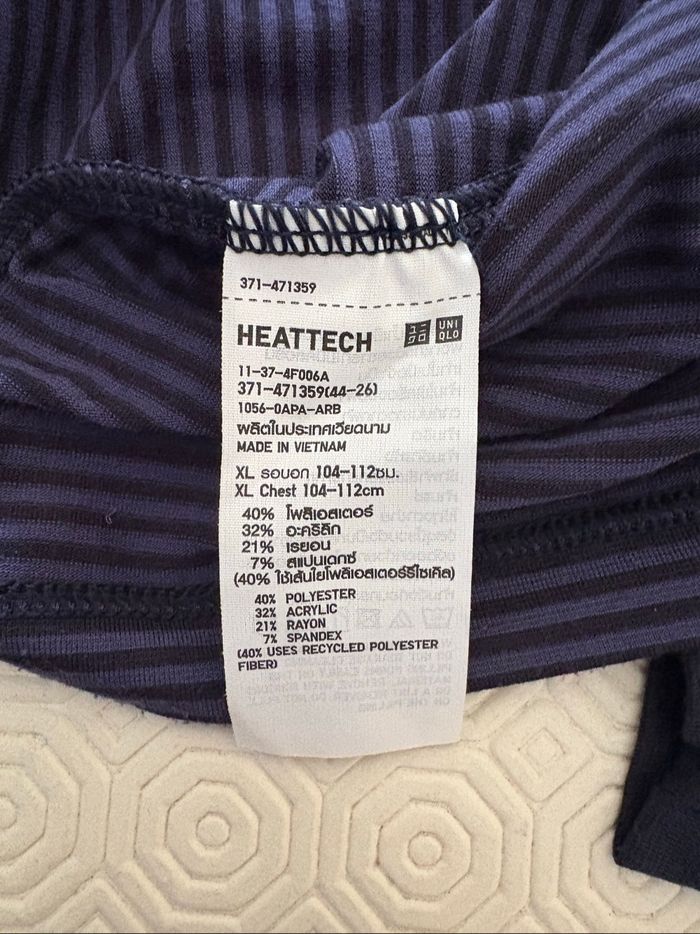 371-471359
HEATTECH ユニクロ UNIQLO
11-37-4F006A
371-471359(44-26)
1056-0APA-ARB
ผลิตในประเทศเวียดนาม
MADE IN VIETNAM
XL รอบอก 104-112ซม.
XL Chest 104-112cm
40% โพลิเอสเตอร์
32% อะคริลิก
21% เรยอน
7% สแปนเดกซ์
(40% ใช้เส้นใยโพลิเอสเตอร์รีไซเคิล)
40% POLYESTER
32% ACRYLIC
21% RAYON
7% SPANDEX
(40% USES RECYCLED POLYESTER
FIBER)